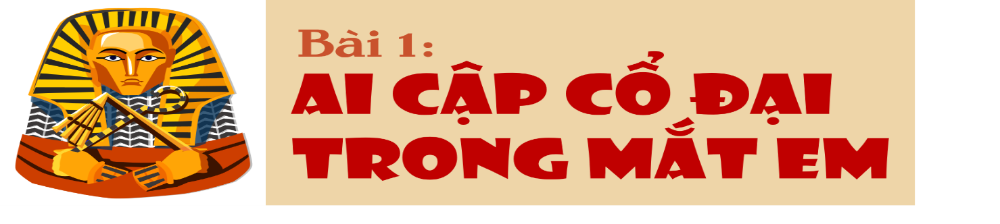 Bài 1:
AI CẬP CỔ ĐẠI
TRONG MẮT EM